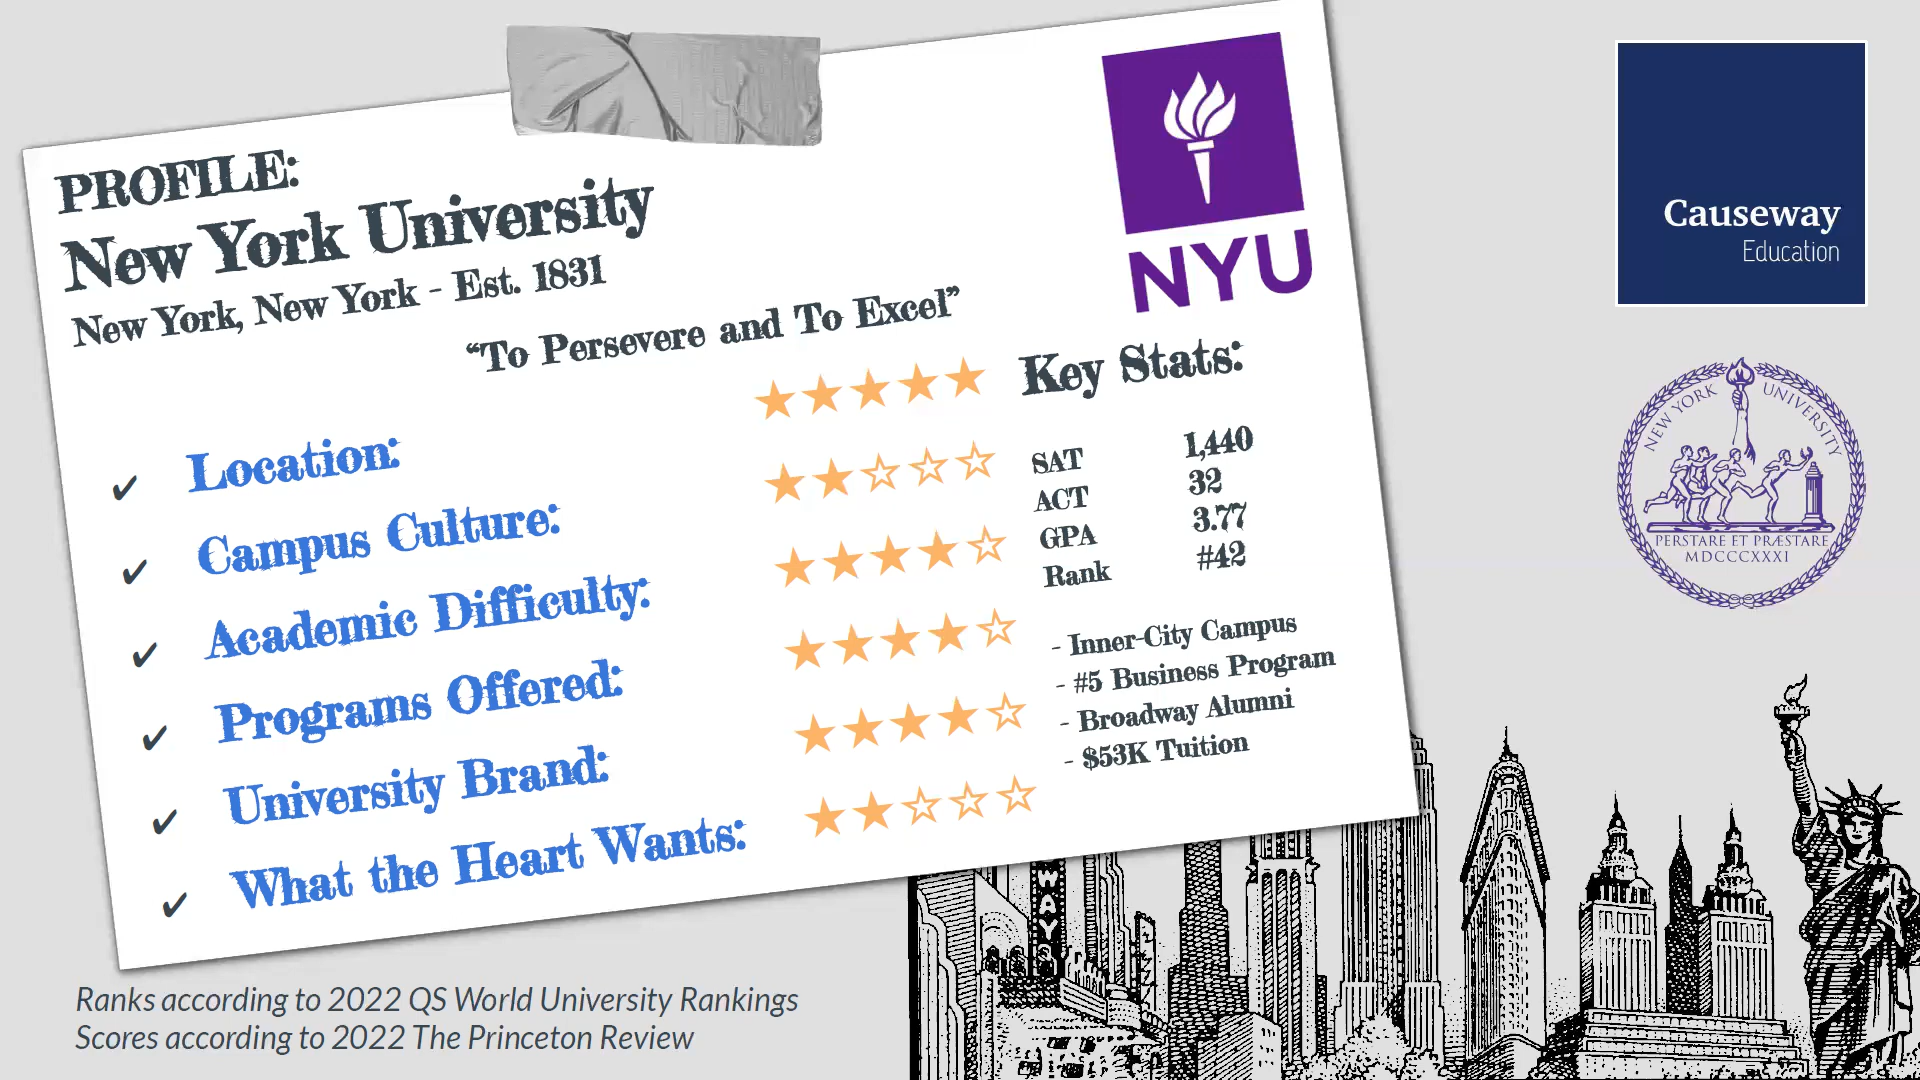 PROFILE:
New York University
New York, New York - Est. 1831
“To Persevere and To Excel”
NYU
Location:
Campus Culture:
Academic Difficulty:
Programs Offered:
University Brand:
What the Heart Wants:
Key Stats:
SAT 1,440
ACT 32
GPA 3.77
Rank #42
- Inner-City Campus
- #5 Business Program
- Broadway Alumni
- $53K Tuition
Causeway
Education
NEW YORK UNIVERSITY
PERSTARE ET PRÆSTARE
MDCCCXXXI
WAY
Ranks according to 2022 QS World University Rankings
Scores according to 2022 The Princeton Review